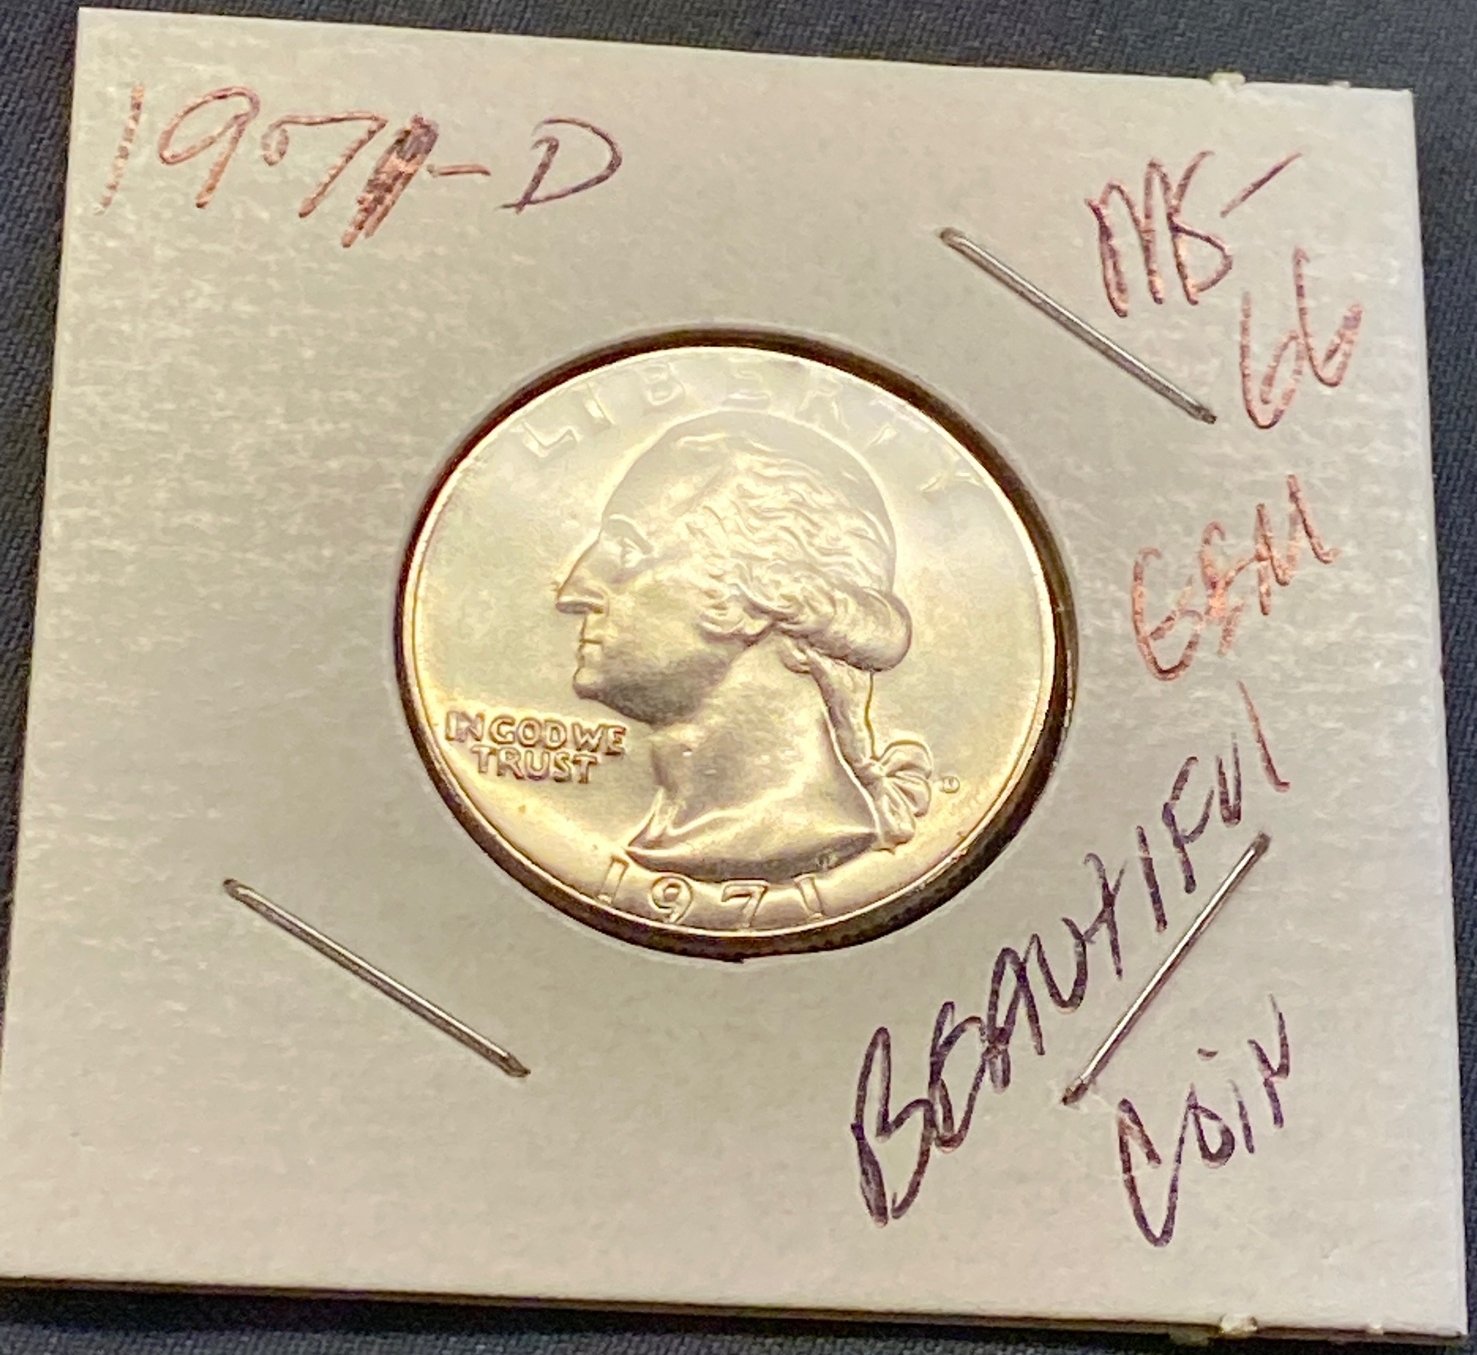 1971-D
MS-
66
GEM
BEAUTIFUl
COiN
LIBERTY
IN GOD WE
TRUST
D
1971